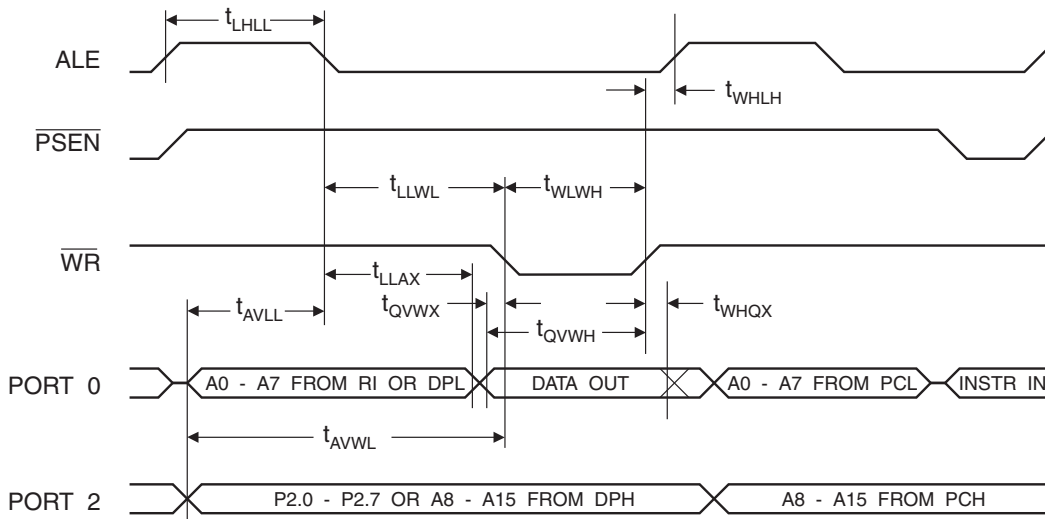 tLHLL
ALE
tWHLH
PSEN
tLLWL
tWLWH
WR
tLLAX
tAVLL
tQVWX
tWHQX
tQVWH
PORT 0
A0 - A7 FROM RI OR DPL
DATA OUT
A0 - A7 FROM PCL
INSTR IN
tAVWL
PORT 2
P2.0 - P2.7 OR A8 - A15 FROM DPH
A8 - A15 FROM PCH